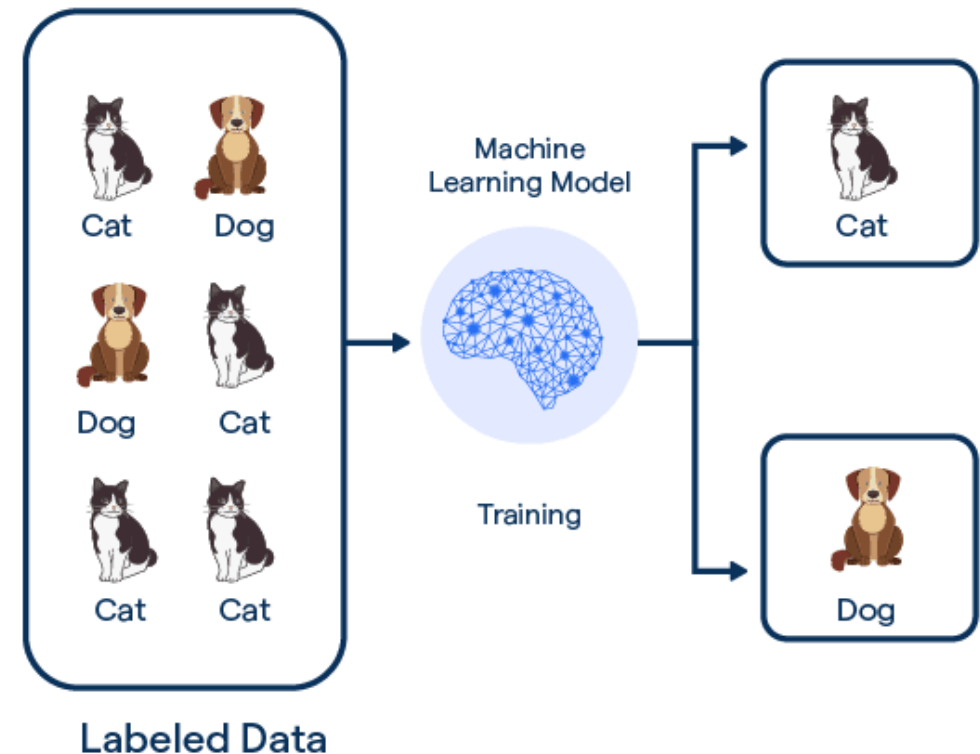 Cat Dog
Dog Cat
Cat Cat
Labeled Data
Machine
Learning Model
Training
Cat
Dog